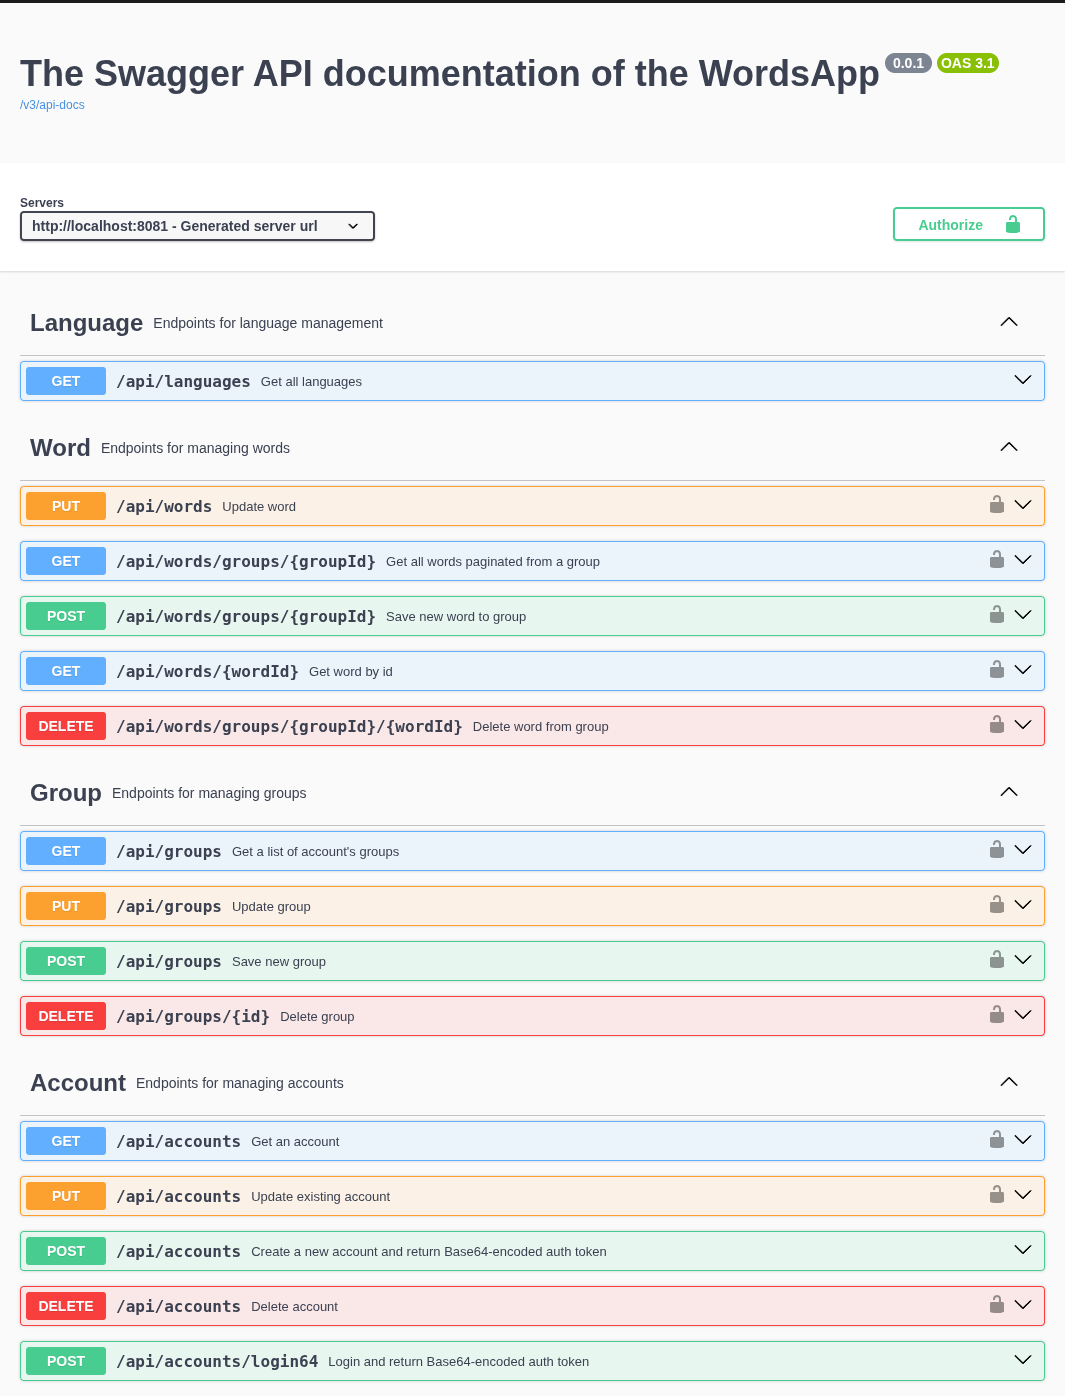 The Swagger API documentation of the WordsApp 0.0.1 OAS 3.1
/v3/api-docs
Servers
http://localhost:8081 - Generated server url
Authorize
Language Endpoints for language management
GET /api/languages Get all languages
Word Endpoints for managing words
PUT /api/words Update word
GET /api/words/groups/{groupId} Get all words paginated from a group
POST /api/words/groups/{groupId} Save new word to group
GET /api/words/{wordId} Get word by id
DELETE /api/words/groups/{groupId}/{wordId} Delete word from group
Group Endpoints for managing groups
GET /api/groups Get a list of account's groups
PUT /api/groups Update group
POST /api/groups Save new group
DELETE /api/groups/{id} Delete group
Account Endpoints for managing accounts
GET /api/accounts Get an account
PUT /api/accounts Update existing account
POST /api/accounts Create a new account and return Base64-encoded auth token
DELETE /api/accounts Delete account
POST /api/accounts/login64 Login and return Base64-encoded auth token